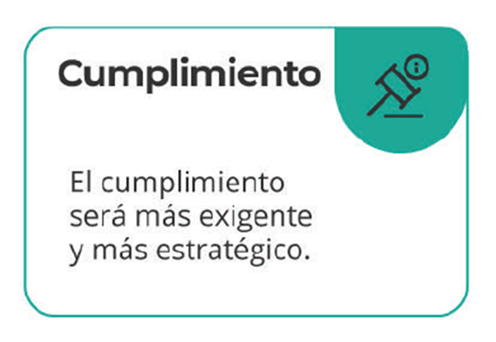 Cumplimiento
El cumplimiento
será más exigente
y más estratégico.